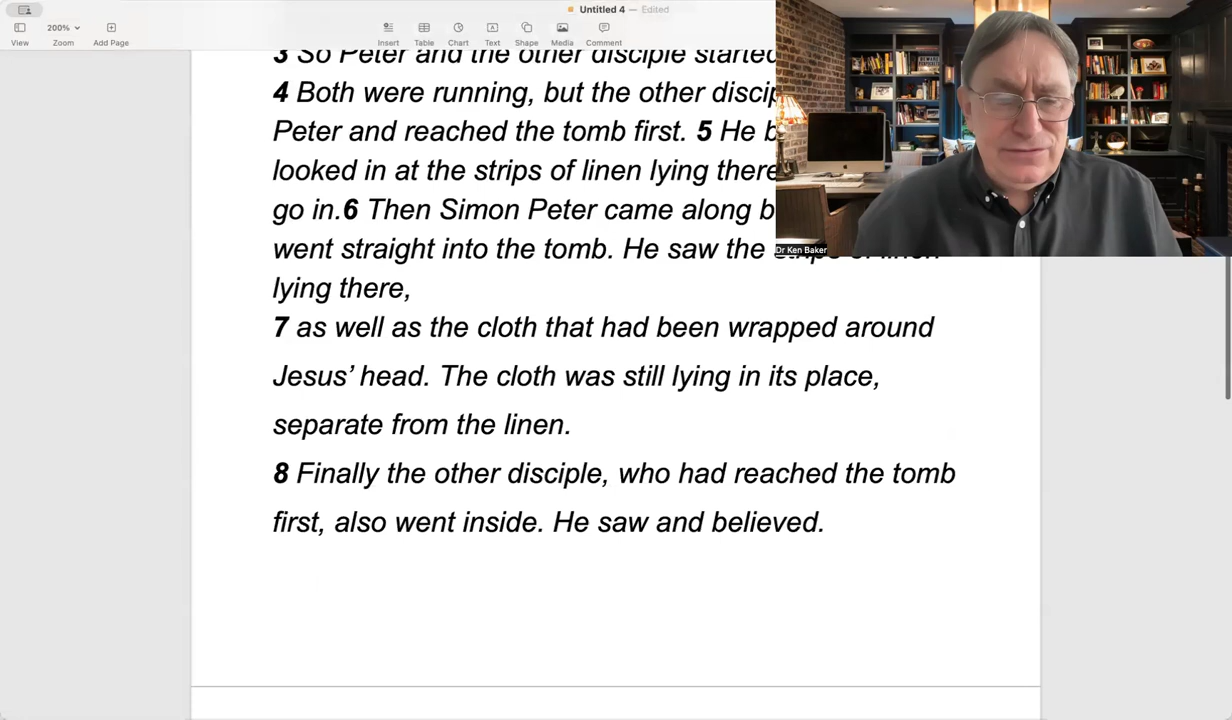 Untitled 4 — Edited
200%
View Zoom Add Page Insert Table Chart Text Shape Media Comment
3 So Peter and the other disciple started
4 Both were running, but the other
Peter and reached the tomb first. 5 He
looked in at the strips of linen lying there
go in.6 Then Simon Peter came along
went straight into the tomb. He saw the strips of linen
lying there,
7 as well as the cloth that had been wrapped around
Jesus’ head. The cloth was still lying in its place,
separate from the linen.
8 Finally the other disciple, who had reached the tomb
first, also went inside. He saw and believed.
Dr Ken Baker